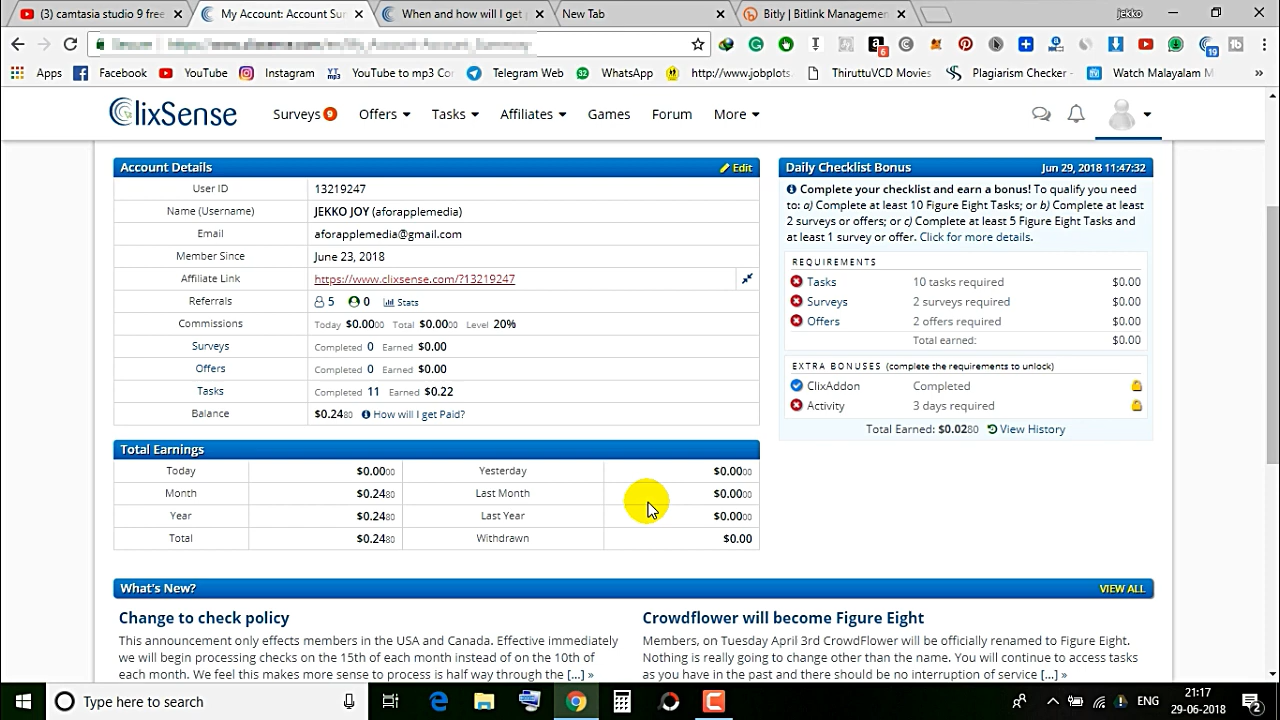 (3) camtasia studio 9 free
My Account: Account Su
When and how will I get
New Tab
Bitly | Bitlink Managemen
Jekko
Apps
Facebook
YouTube
Instagram
YouTube to mp3 Co
Telegram Web
WhatsApp
http://www.jobplots
ThiruttuVCD Movies
Plagiarism Checker -
Watch Malayalam M
»
ClixSense
Surveys 9
Offers
Tasks
Affiliates
Games
Forum
More
Account Details
Edit
User ID 13219247
Name (Username) JEKKO JOY (aforapplemedia)
Email aforapplemedia@gmail.com
Member Since June 23, 2018
Affiliate Link https://www.clixsense.com/?13219247
Referrals 5 0 Stats
Commissions Today $0.0000 Total $0.0000 Level 20%
Surveys Completed 0 Earned $0.00
Offers Completed 0 Earned $0.00
Tasks Completed 11 Earned $0.22
Balance $0.2480 How will I get Paid?
Total Earnings
Today $0.0000 Yesterday $0.0000
Month $0.2480 Last Month $0.0000
Year $0.2480 Last Year $0.0000
Total $0.2480 Withdrawn $0.00
Daily Checklist Bonus Jun 29, 2018 11:47:32
Complete your checklist and earn a bonus! To qualify you need
to: a) Complete at least 10 Figure Eight Tasks; or b) Complete at least
2 surveys or offers; or c) Complete at least 5 Figure Eight Tasks and
at least 1 survey or offer. Click for more details.
REQUIREMENTS
Tasks 10 tasks required $0.00
Surveys 2 surveys required $0.00
Offers 2 offers required $0.00
Total earned: $0.00
EXTRA BONUSES (complete the requirements to unlock)
ClixAddon Completed
Activity 3 days required
Total Earned: $0.0280 View History
What's New?
VIEW ALL
Change to check policy
This announcement only effects members in the USA and Canada. Effective immediately
we will begin processing checks on the 15th of each month instead of on the 10th of
each month. We feel this makes more sense to process is half way through the [...] »
Crowdflower will become Figure Eight
Members, on Tuesday April 3rd CrowdFlower will be officially renamed to Figure Eight.
Nothing is really going to change other than the name. You will continue to access tasks
as you have in the past and there should be no interruption of service [...] »
Type here to search
ENG
21:17
29-06-2018
2